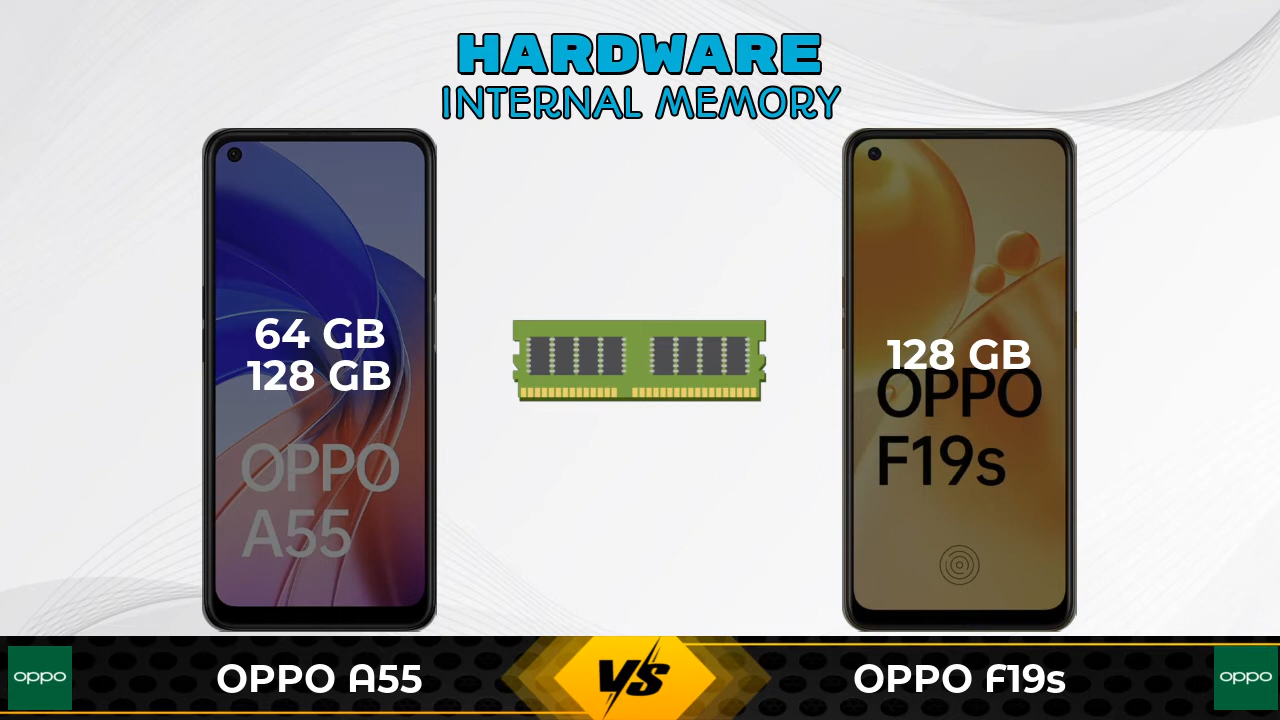 HARDWARE
INTERNAL MEMORY
64 GB
128 GB
OPPO
A55
128 GB
OPPO
F19s
oppo
OPPO A55
VS
OPPO F19s
oppo